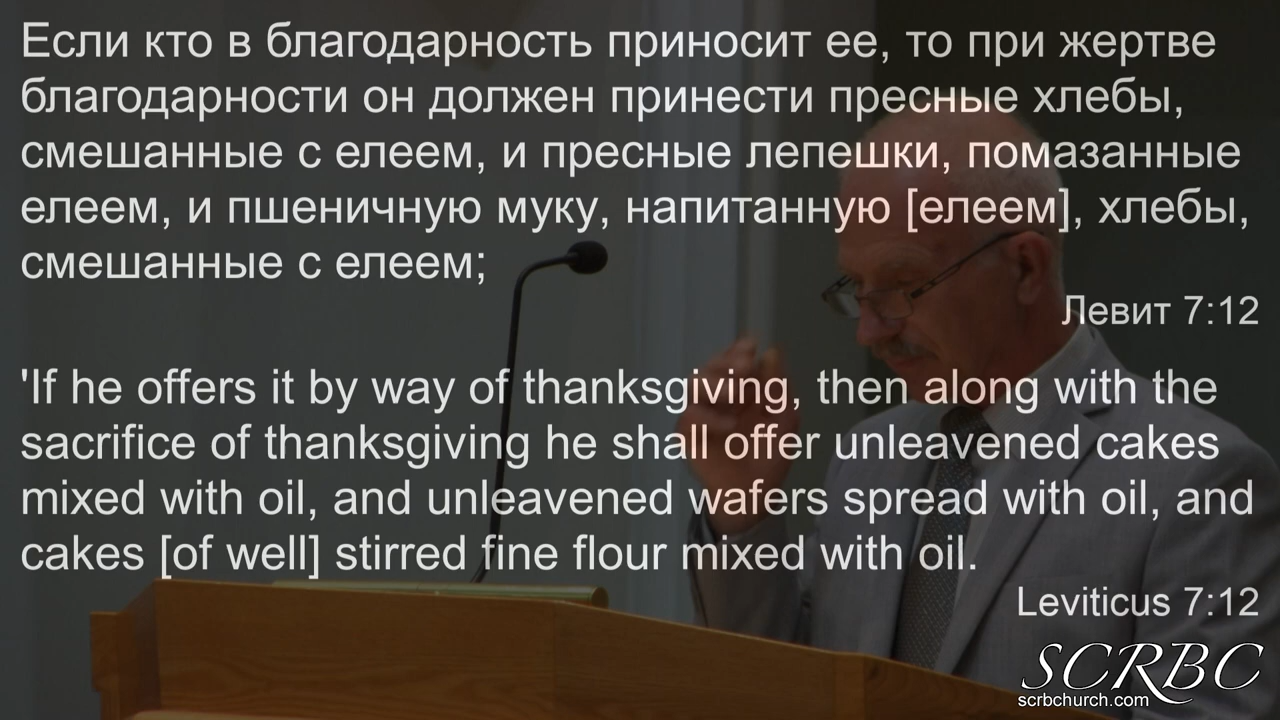 Если кто в благодарность приносит ее, то при жертве
благодарности он должен принести пресные хлебы,
смешанные с елеем, и пресные лепешки, помазанные
елеем, и пшеничную муку, напитанную [елеем], хлебы,
смешанные с елеем;
Левит 7:12
'If he offers it by way of thanksgiving, then along with the
sacrifice of thanksgiving he shall offer unleavened cakes
mixed with oil, and unleavened wafers spread with oil, and
cakes [of well] stirred fine flour mixed with oil.
Leviticus 7:12
SCRBC
scrbchurch.com